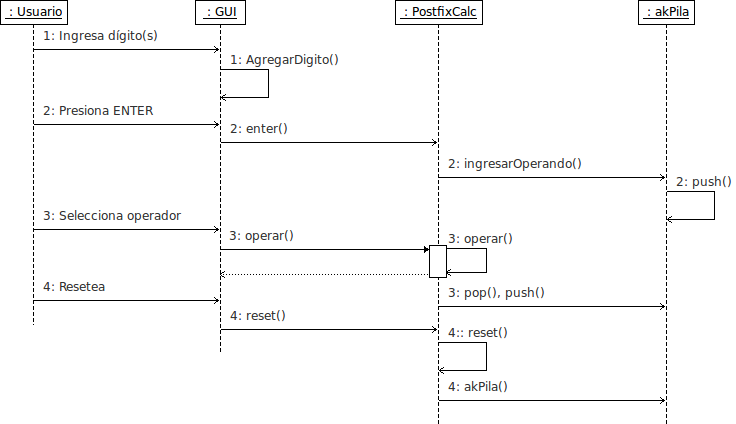 : Usuario
: GUI
: PostfixCalc
: akPila
1: Ingresa dígito(s)
1: AgregarDigito()
2: Presiona ENTER
2: enter()
2: ingresarOperando()
2: push()
3: Selecciona operador
3: operar()
3: operar()
4: Resetea
3: pop(), push()
4: reset()
4:: reset()
4: akPila()